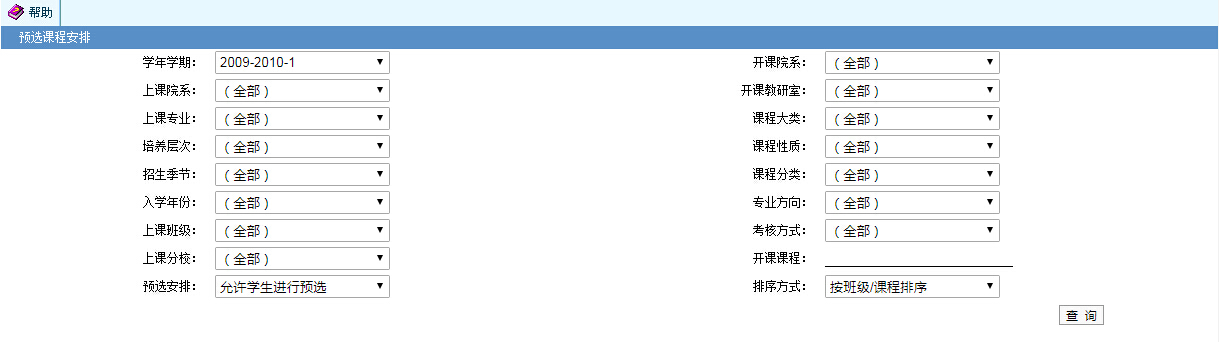 帮助
预选课程安排
学年学期： 2009-2010-1 开课院系： （全部）
上课院系： （全部） 开课教研室： （全部）
上课专业： （全部） 课程大类： （全部）
培养层次： （全部） 课程性质： （全部）
招生季节： （全部） 课程分类： （全部）
入学年份： （全部） 专业方向： （全部）
上课班级： （全部） 考核方式： （全部）
上课分校： （全部） 开课课程：
预选安排： 允许学生进行预选 排序方式： 按班级/课程排序
查 询